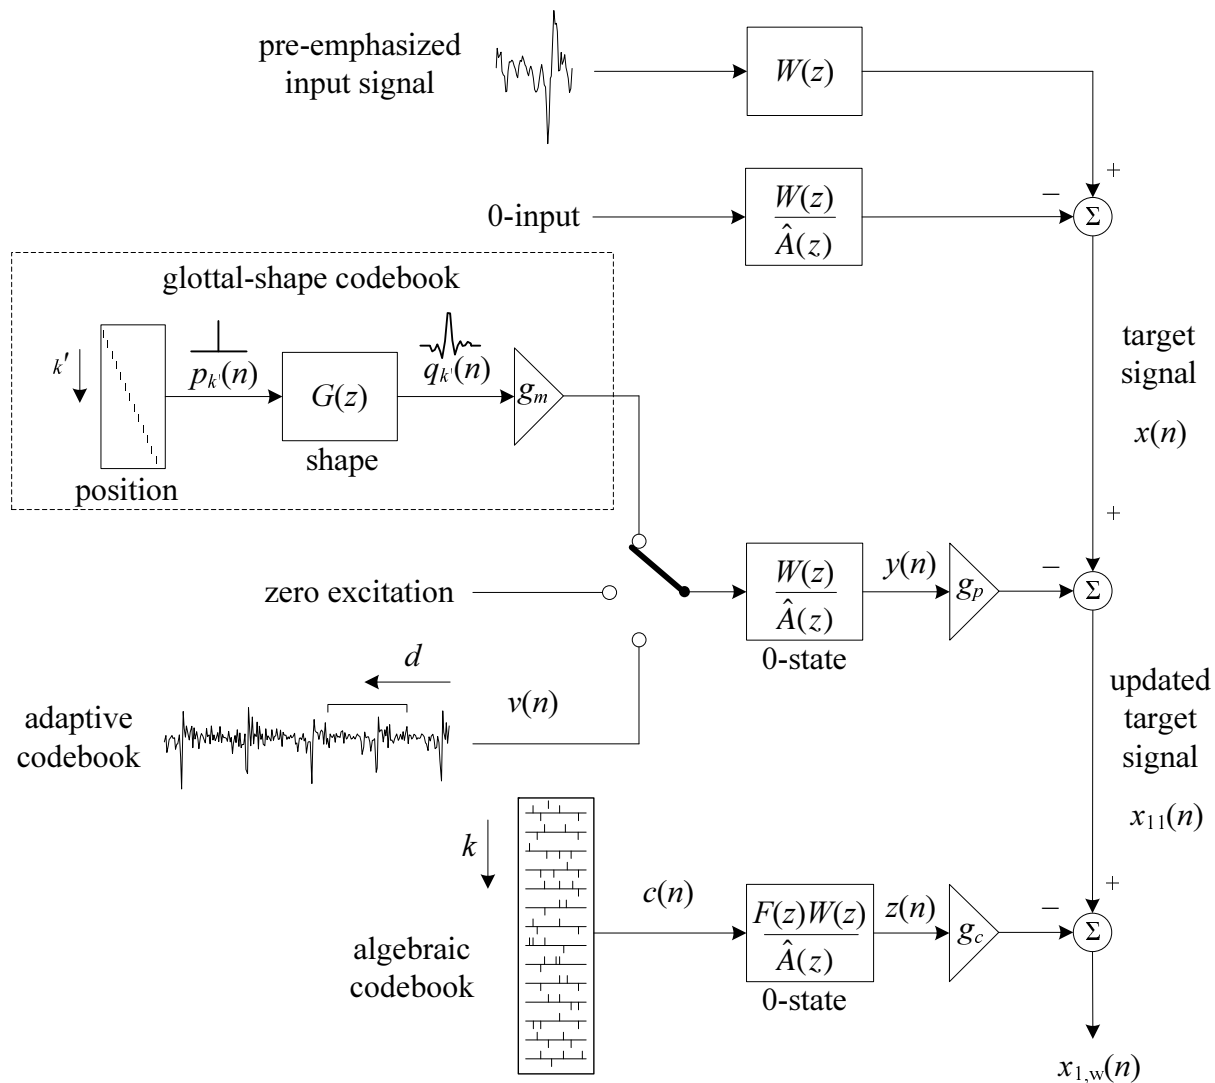 pre-emphasized
input signal
W(z)
+
0-input
W(z)
Â(z)
−
Σ
glottal-shape codebook
k′
p_k'(n)
G(z)
q_k'(n)
g_m
shape
position
target
signal
x(n)
+
zero excitation
W(z)
Â(z)
0-state
y(n)
g_p
−
Σ
d
adaptive
codebook
v(n)
updated
target
signal
x_11(n)
k
algebraic
codebook
c(n)
F(z)W(z)
Â(z)
0-state
z(n)
g_c
−
+
Σ
x_1,w(n)